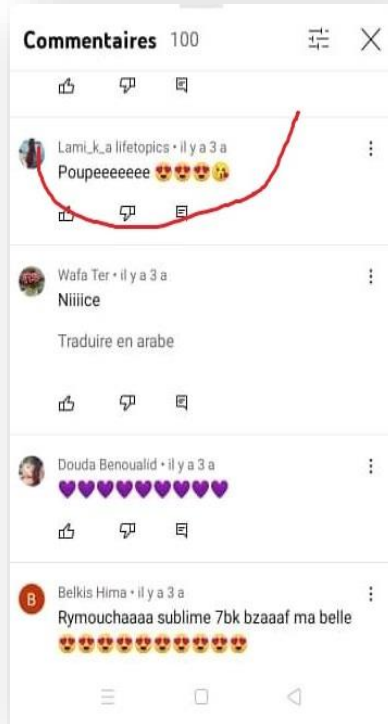 Commentaires 100
Lami_k_a lifetopics • il y a 3 a
Poupeeeeeee 😍😍😍😘
Wafa Ter • il y a 3 a
Niiiice
Traduire en arabe
Douda Benoualid • il y a 3 a
💜💜💜💜💜💜💜💜💜
B
Belkis Hima • il y a 3 a
Rymouchaaaa sublime 7bk bzaaaf ma belle
😍😍😍😍😍😍😍😍😍😍